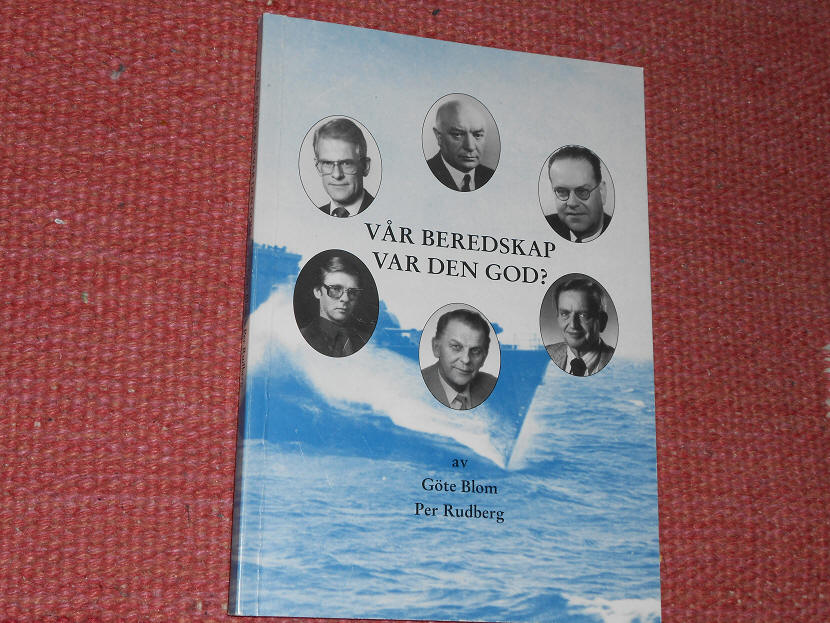 VÅR BEREDSKAP
VAR DEN GOD?
av
Göte Blom
Per Rudberg